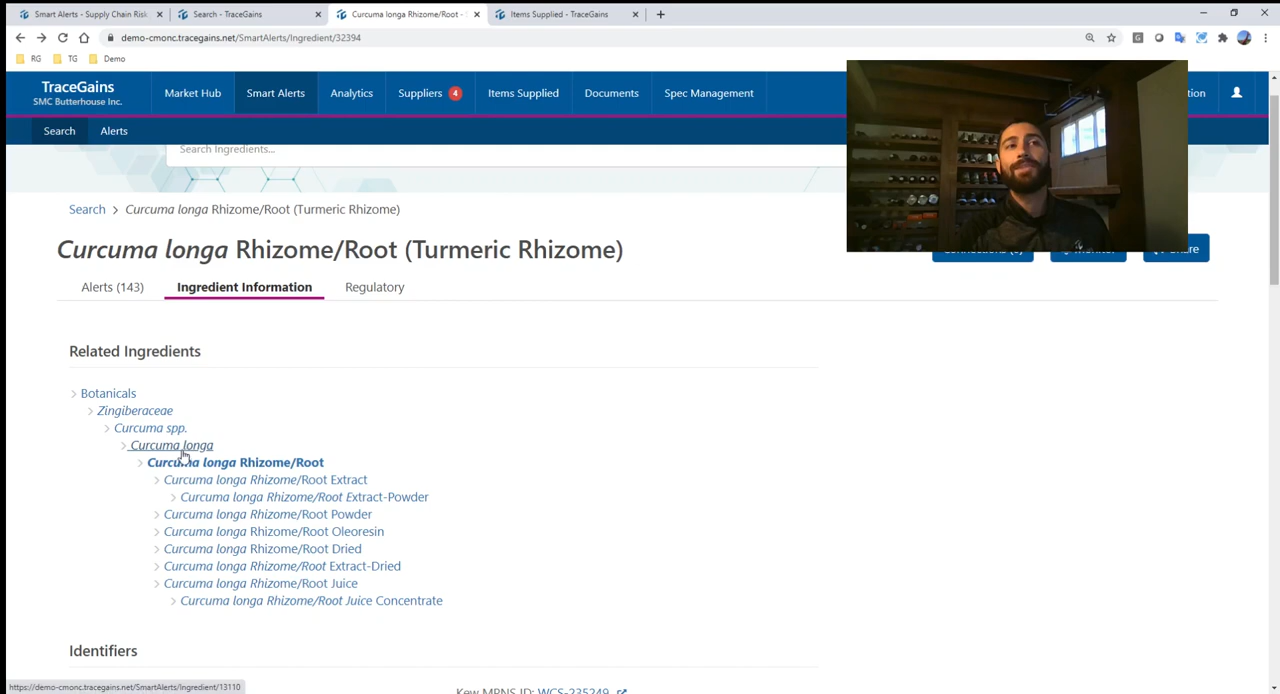 Smart Alerts - Supply Chain Risk
Search - TraceGains
Curcuma longa Rhizome/Root -
Items Supplied - TraceGains
demo-cmonc.tracegains.net/SmartAlerts/Ingredient/32394
RG TG Demo
TraceGains
SMC Butterhouse Inc.
Market Hub Smart Alerts Analytics Suppliers 4 Items Supplied Documents Spec Management
Search Alerts
Search Ingredients...
Search > Curcuma longa Rhizome/Root (Turmeric Rhizome)
Curcuma longa Rhizome/Root (Turmeric Rhizome)
Alerts (143) Ingredient Information Regulatory
Related Ingredients
Botanicals
Zingiberaceae
Curcuma spp.
Curcuma longa
Curcuma longa Rhizome/Root
Curcuma longa Rhizome/Root Extract
Curcuma longa Rhizome/Root Extract-Powder
Curcuma longa Rhizome/Root Powder
Curcuma longa Rhizome/Root Oleoresin
Curcuma longa Rhizome/Root Dried
Curcuma longa Rhizome/Root Extract-Dried
Curcuma longa Rhizome/Root Juice
Curcuma longa Rhizome/Root Juice Concentrate
Identifiers
Kew MPNS ID: WCS-235249
https://demo-cmonc.tracegains.net/SmartAlerts/Ingredient/13110